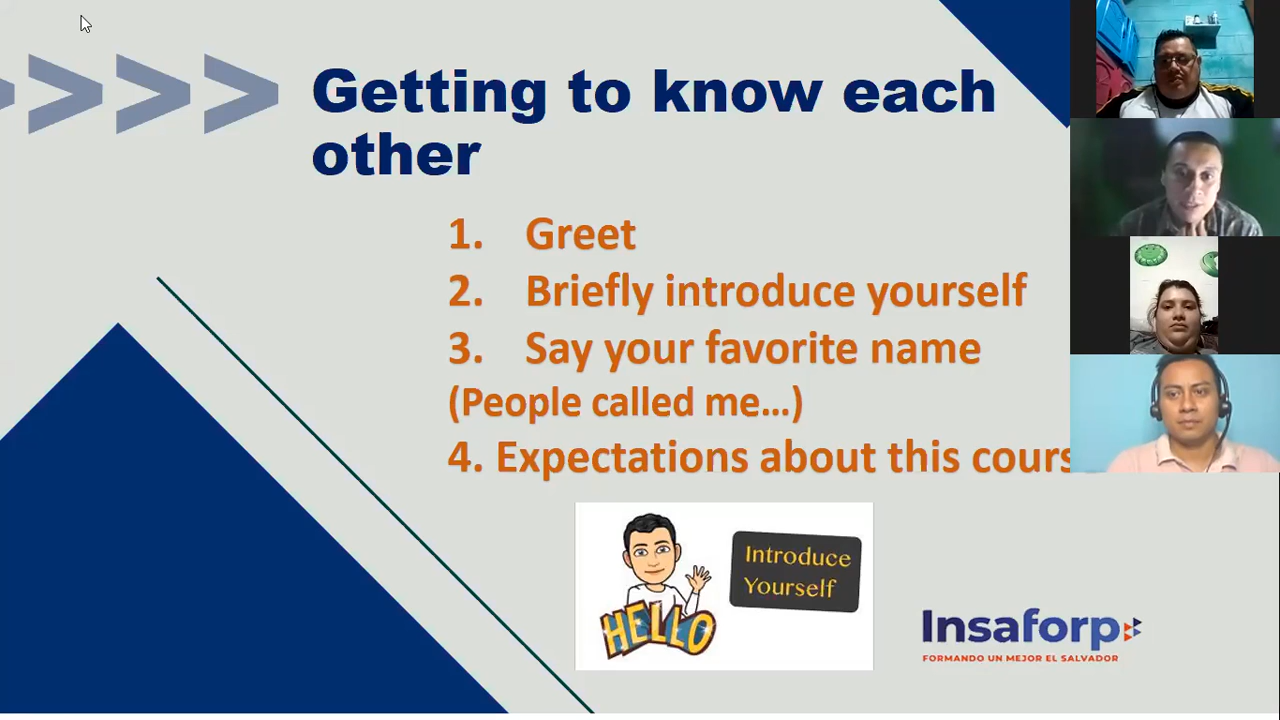 Getting to know each
other
1. Greet
2. Briefly introduce yourself
3. Say your favorite name
(People called me...)
4. Expectations about this cours
HELLO
Introduce
Yourself
Insaforp
FORMANDO UN MEJOR EL SALVADOR